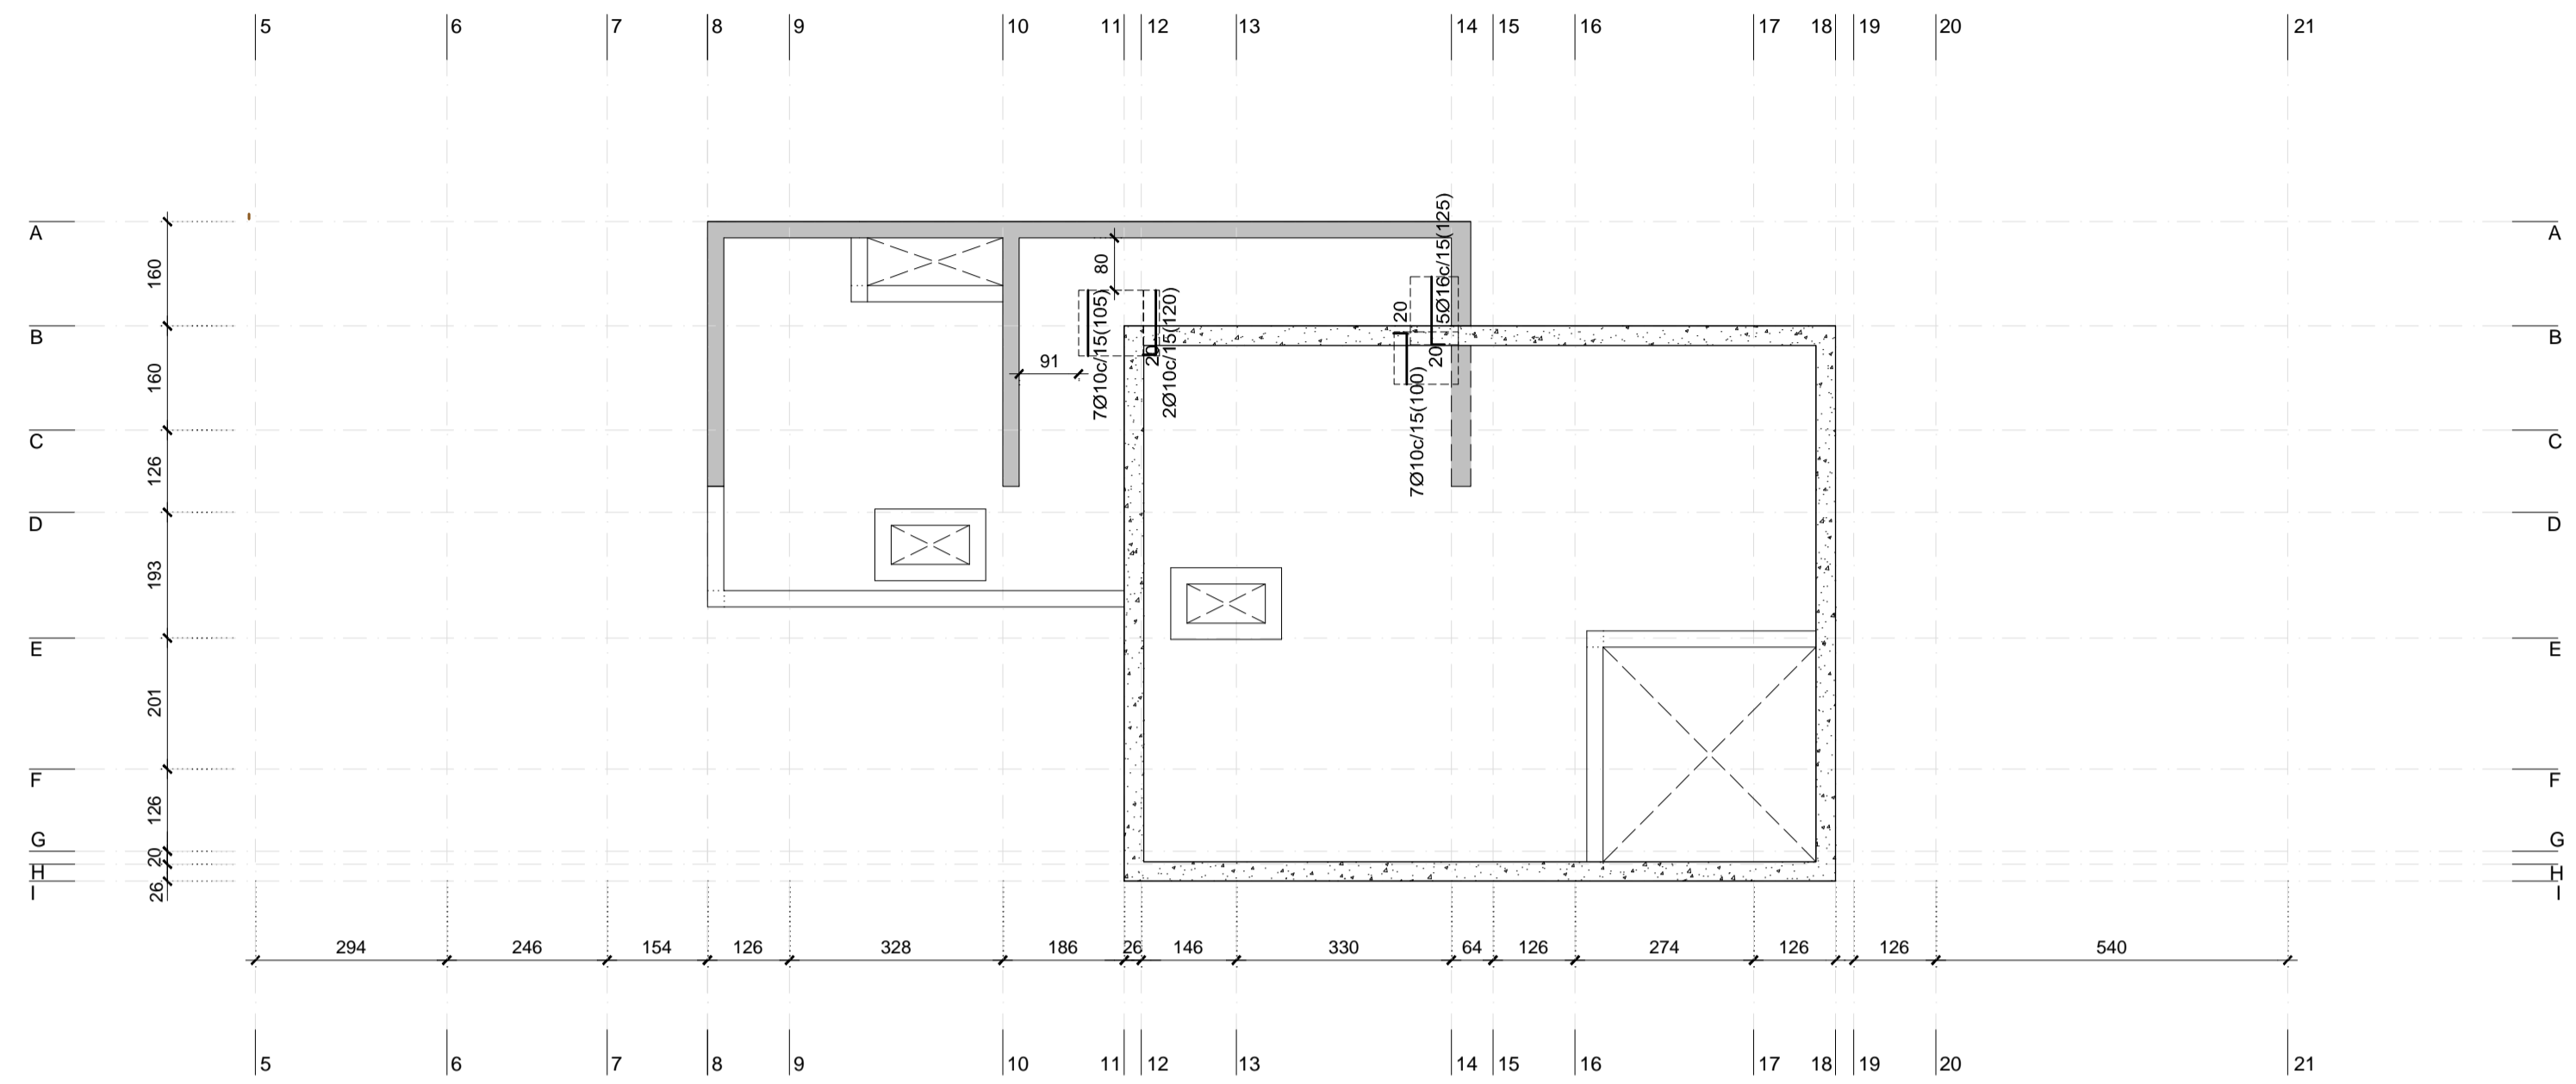 5 6 7 8 9 10 11 12 13 14 15 16 17 18 19 20 21
A A
160
80
5Ø16c/15(125)
20
7Ø10c/15(105)
20
2Ø10c/15(120)
20
B B
160
91
7Ø10c/15(100)
C C
126
D D
193
E E
201
F F
126
G G
20
H H
26
I I
294 246 154 126 328 186 26 146 330 64 126 274 126 126 540
5 6 7 8 9 10 11 12 13 14 15 16 17 18 19 20 21